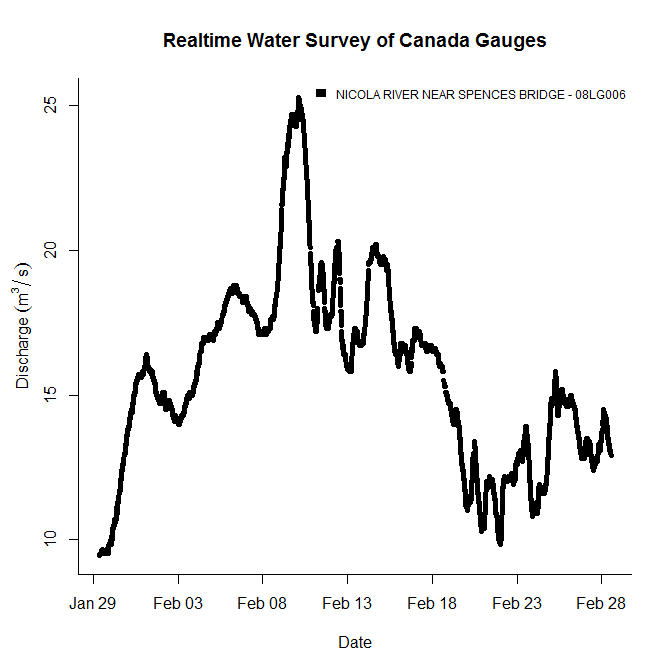 Realtime Water Survey of Canada Gauges
NICOLA RIVER NEAR SPENCES BRIDGE - 08LG006
25
20
15
10
Discharge (m³/s)
Jan 29 Feb 03 Feb 08 Feb 13 Feb 18 Feb 23 Feb 28
Date